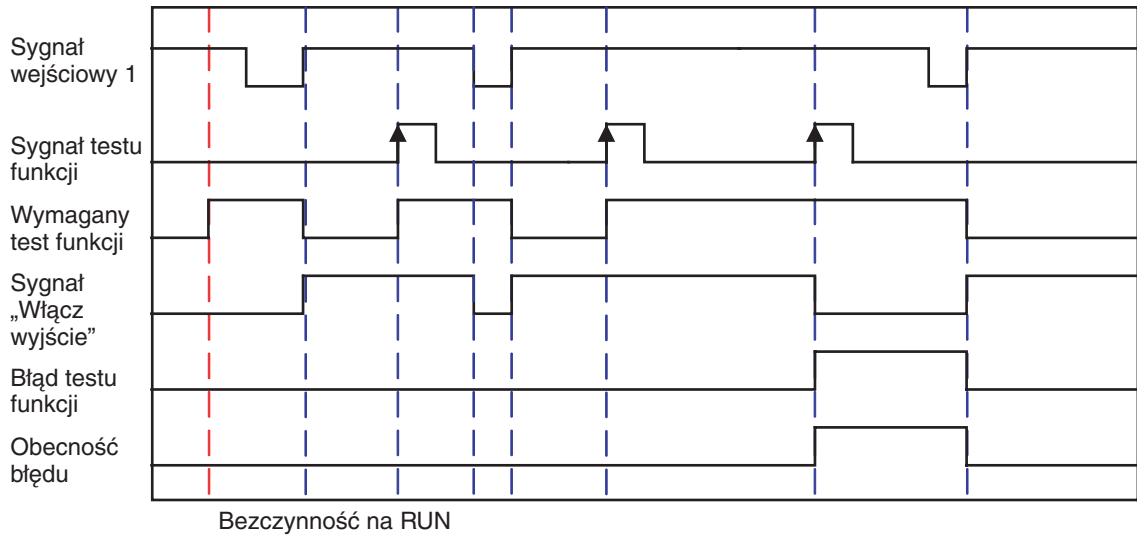 Sygnał
wejściowy 1
Sygnał testu
funkcji
Wymagany
test funkcji
Sygnał
„Włącz
wyjście”
Błąd testu
funkcji
Obecność
błędu
Bezczynność na RUN